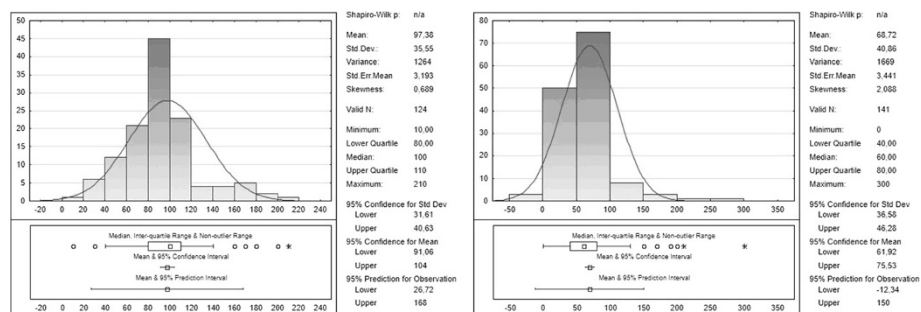 50
45
40
35
30
25
20
15
10
5
0
-20 0 20 40 60 80 100 120 140 160 180 200 220 240
Median, Inter-quartile Range & Non-outlier Range
Mean & 95% Confidence Interval
Mean & 95% Prediction Interval
-20 0 20 40 60 80 100 120 140 160 180 200 220 240
Shapiro-Wilk p: n/a
Mean: 97,38
Std.Dev.: 35,55
Variance: 1264
Std.Err.Mean 3,193
Skewness: 0,689
Valid N: 124
Minimum: 10,00
Lower Quartile 80,00
Median: 100
Upper Quartile 110
Maximum: 210
95% Confidence for Std Dev
Lower 31,61
Upper 40,63
95% Confidence for Mean
Lower 91,06
Upper 104
95% Prediction for Observation
Lower 26,72
Upper 168
80
70
60
50
40
30
20
10
0
-50 0 50 100 150 200 250 300 350
Median, Inter-quartile Range & Non-outlier Range
Mean & 95% Confidence Interval
Mean & 95% Prediction Interval
-50 0 50 100 150 200 250 300 350
Shapiro-Wilk p: n/a
Mean: 68,72
Std.Dev.: 40,86
Variance: 1669
Std.Err.Mean 3,441
Skewness: 2,088
Valid N: 141
Minimum: 0
Lower Quartile 40,00
Median: 60,00
Upper Quartile 80,00
Maximum: 300
95% Confidence for Std Dev
Lower 36,58
Upper 46,28
95% Confidence for Mean
Lower 61,92
Upper 75,53
95% Prediction for Observation
Lower -12,34
Upper 150